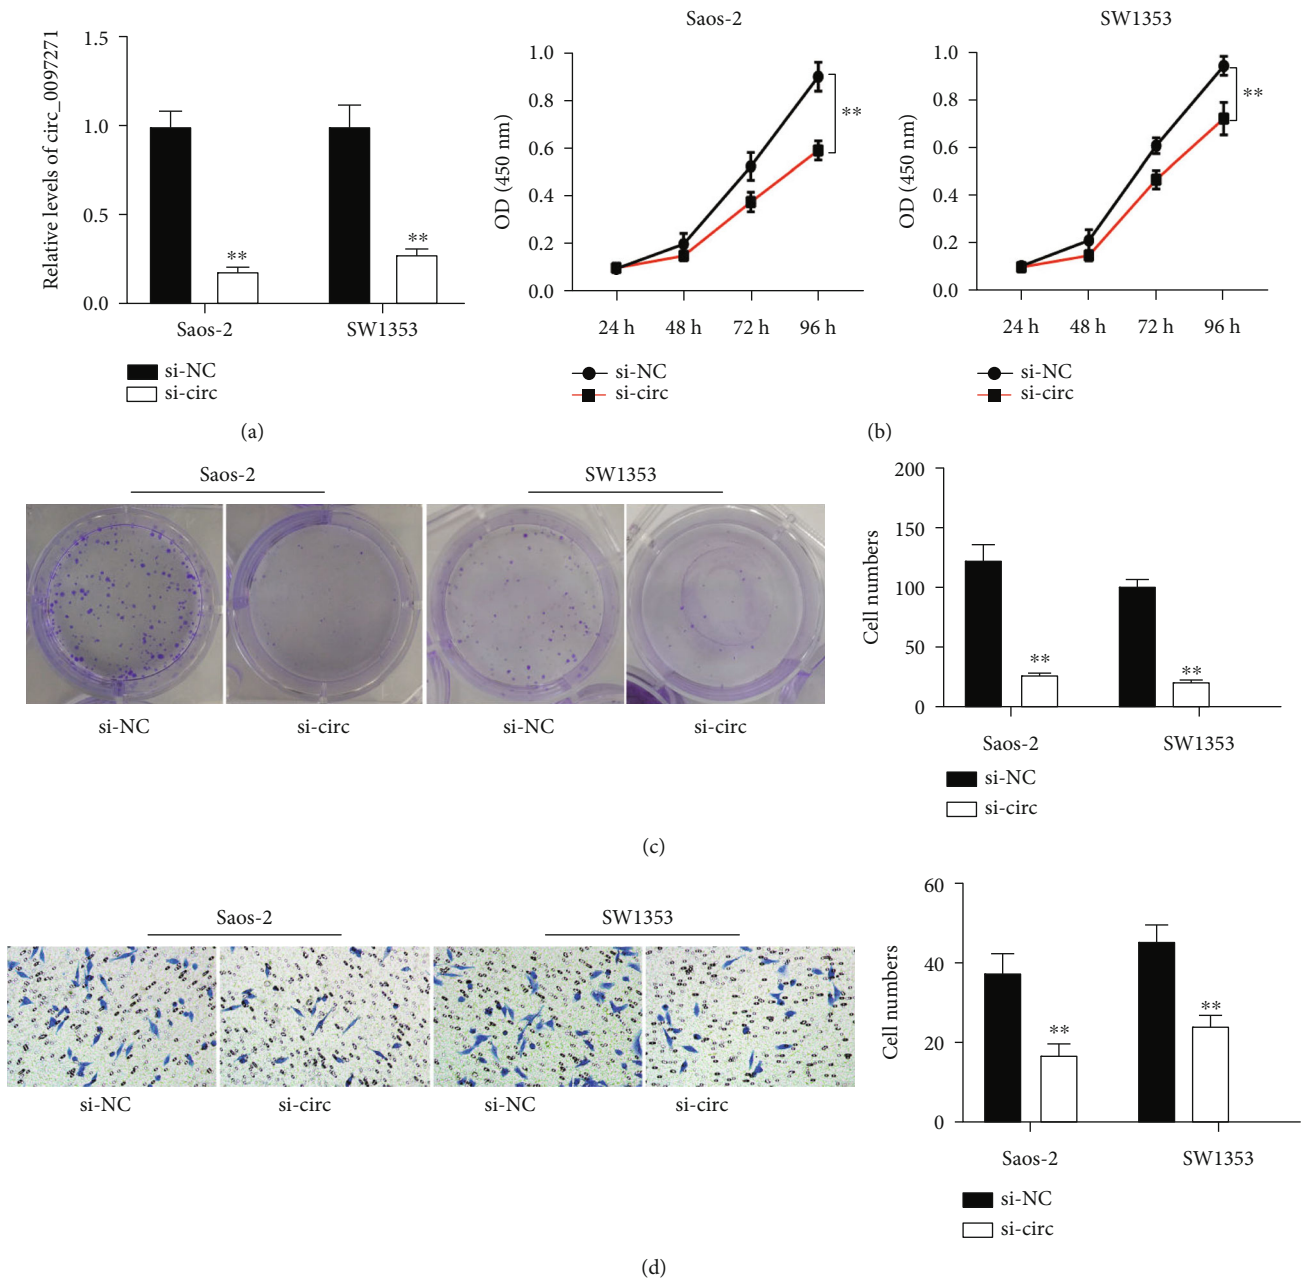 Relative levels of circ_0097271
1.5
1.0
0.5
0.0
**
**
Saos-2 SW1353
si-NC
si-circ
(a)
Saos-2
OD (450 nm)
1.0
0.8
0.6
0.4
0.2
0.0
**
24 h 48 h 72 h 96 h
si-NC
si-circ
SW1353
OD (450 nm)
1.0
0.8
0.6
0.4
0.2
0.0
**
24 h 48 h 72 h 96 h
si-NC
si-circ
(b)
Saos-2 SW1353
si-NC si-circ si-NC si-circ
Cell numbers
200
150
100
50
0
**
**
Saos-2 SW1353
si-NC
si-circ
(c)
Saos-2 SW1353
si-NC si-circ si-NC si-circ
Cell numbers
60
40
20
0
**
**
Saos-2 SW1353
si-NC
si-circ
(d)